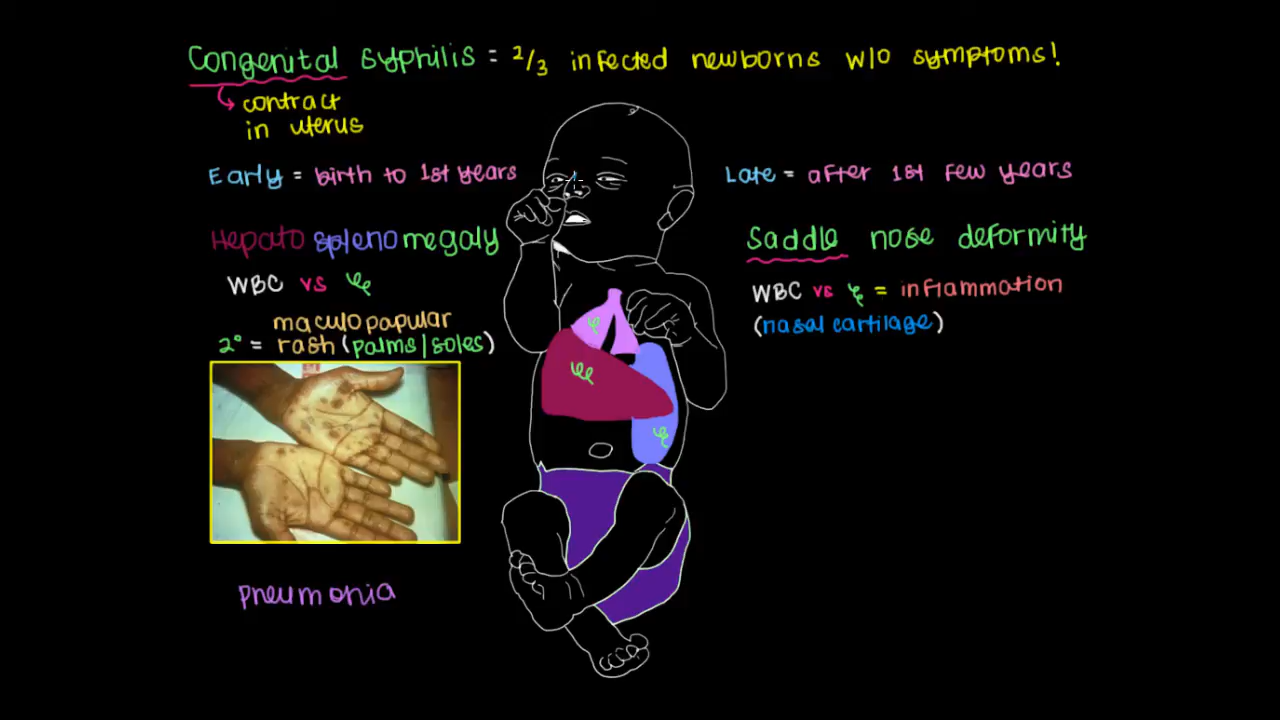 Congenital syphilis = 2/3 infected newborns w/o symptoms!
contract
in uterus
Early = birth to 1st years
Hepatosplenomegaly
WBC vs
maculopapular
2° = rash (palms/soles)
Pneumonia
Late = after 1st few years
Saddle nose deformity
WBC vs = inflammation
(nasal cartilage)